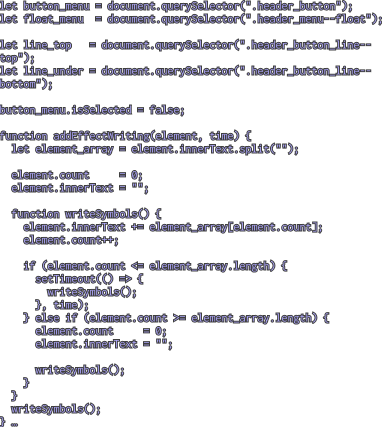 let button_menu = document.querySelector(".header_button");
let float_menu  = document.querySelector(".header_menu--float");
let line_top   = document.querySelector(".header_button_line--
top");
let line_under = document.querySelector(".header_button_line--
bottom");
button_menu.isSelected = false;
function addEffectWriting(element, time) {
  let element_array = element.innerText.split("");
  element.count     = 0;
  element.innerText = "";
  function writeSymbols() {
    element.innerText += element_array[element.count];
    element.count++;
    if (element.count <= element_array.length) {
      setTimeout(() => {
        writeSymbols();
      }, time);
    } else if (element.count >= element_array.length) {
      element.count     = 0;
      element.innerText = "";
      writeSymbols();
    }
  }
  writeSymbols();
} _